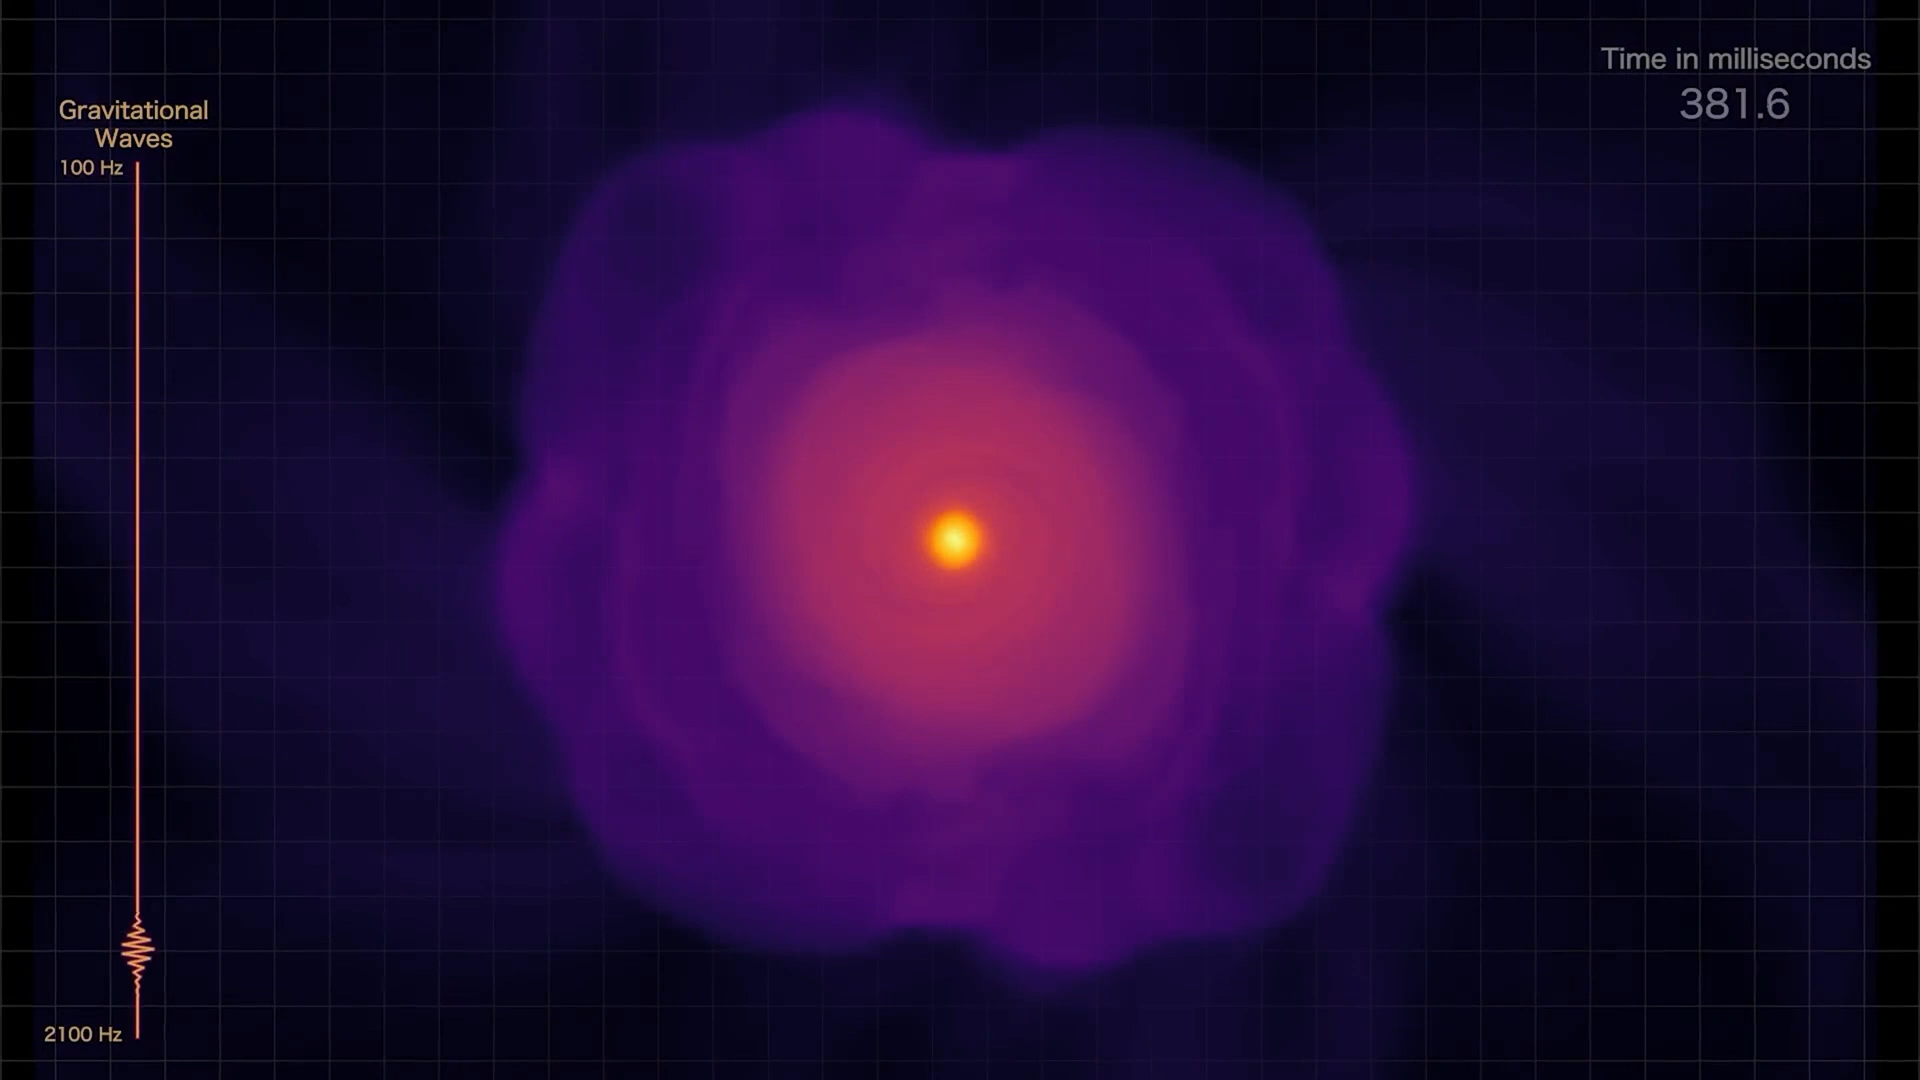 Gravitational
Waves
100 Hz
2100 Hz
Time in milliseconds
381.6